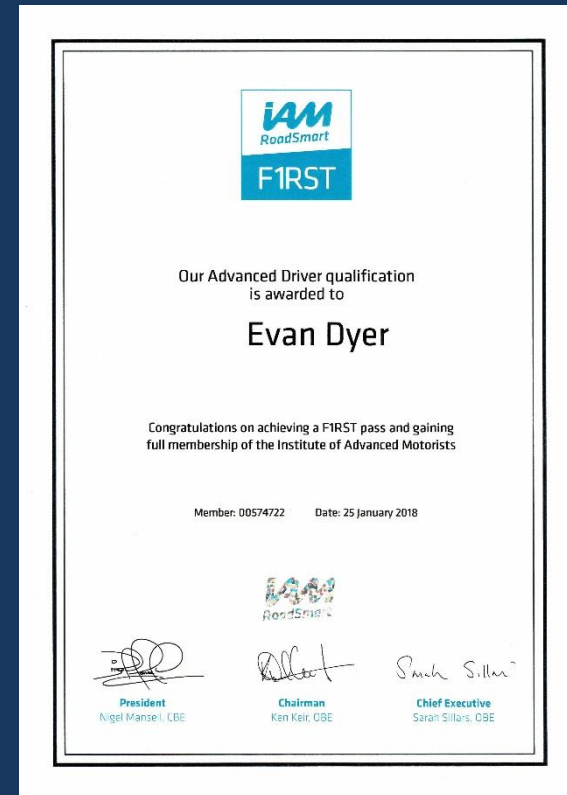 iAM
RoadSmart
F1RST
Our Advanced Driver qualification
is awarded to
Evan Dyer
Congratulations on achieving a F1RST pass and gaining
full membership of the Institute of Advanced Motorists
Member: 00574722 Date: 25 January 2018
iAM
RoadSmart
Sarah Sillars
President Chairman Chief Executive
Nigel Mansell, CBE Ken Keir, OBE Sarah Sillars, OBE